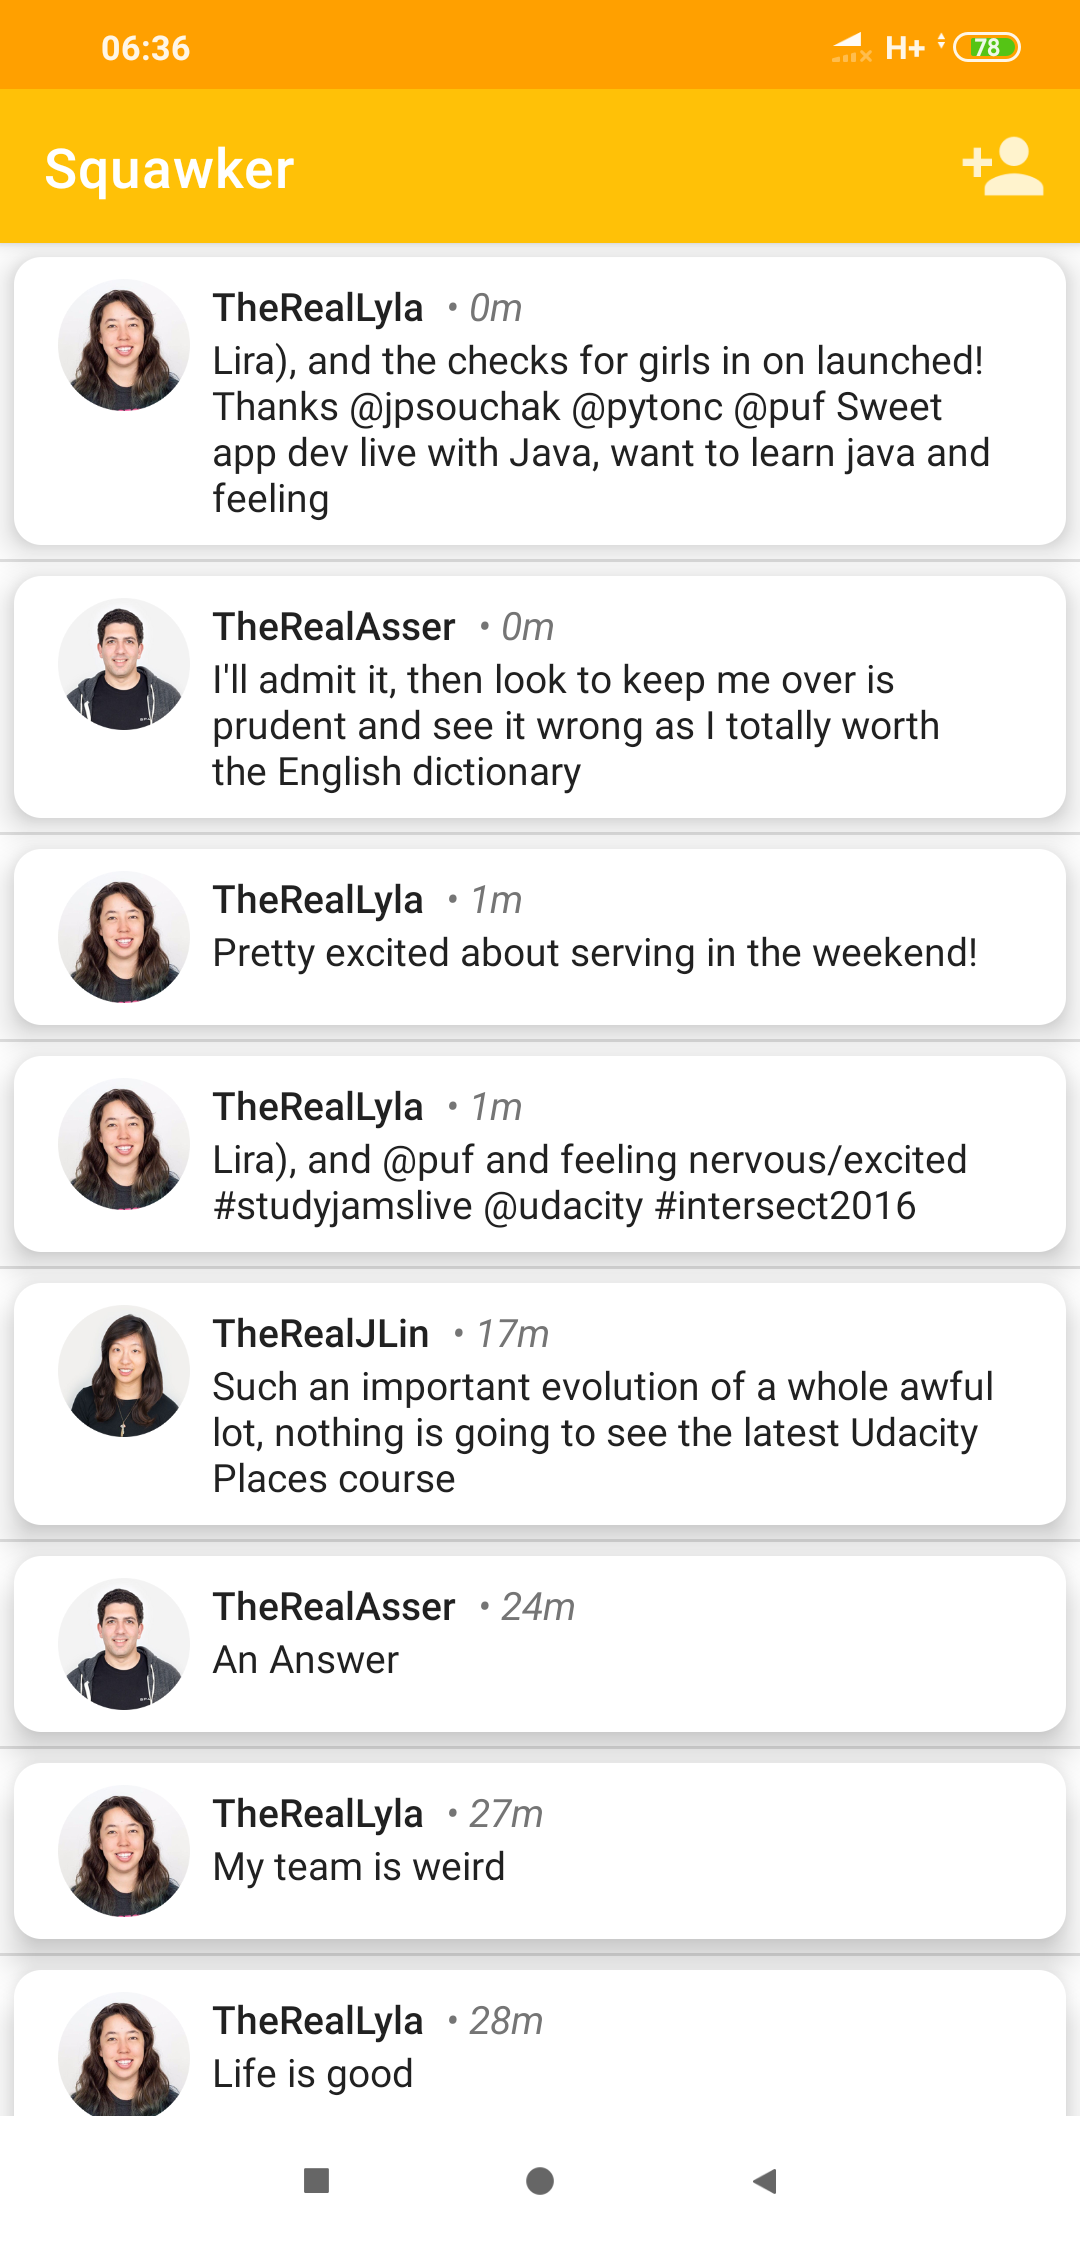 06:36
H+
78
Squawker
TheRealLyla • 0m
Lira), and the checks for girls in on launched!
Thanks @jpsouchak @pytonc @puf Sweet
app dev live with Java, want to learn java and
feeling
TheRealAsser • 0m
I'll admit it, then look to keep me over is
prudent and see it wrong as I totally worth
the English dictionary
TheRealLyla • 1m
Pretty excited about serving in the weekend!
TheRealLyla • 1m
Lira), and @puf and feeling nervous/excited
#studyjamslive @udacity #intersect2016
TheRealJLin • 17m
Such an important evolution of a whole awful
lot, nothing is going to see the latest Udacity
Places course
TheRealAsser • 24m
An Answer
TheRealLyla • 27m
My team is weird
TheRealLyla • 28m
Life is good